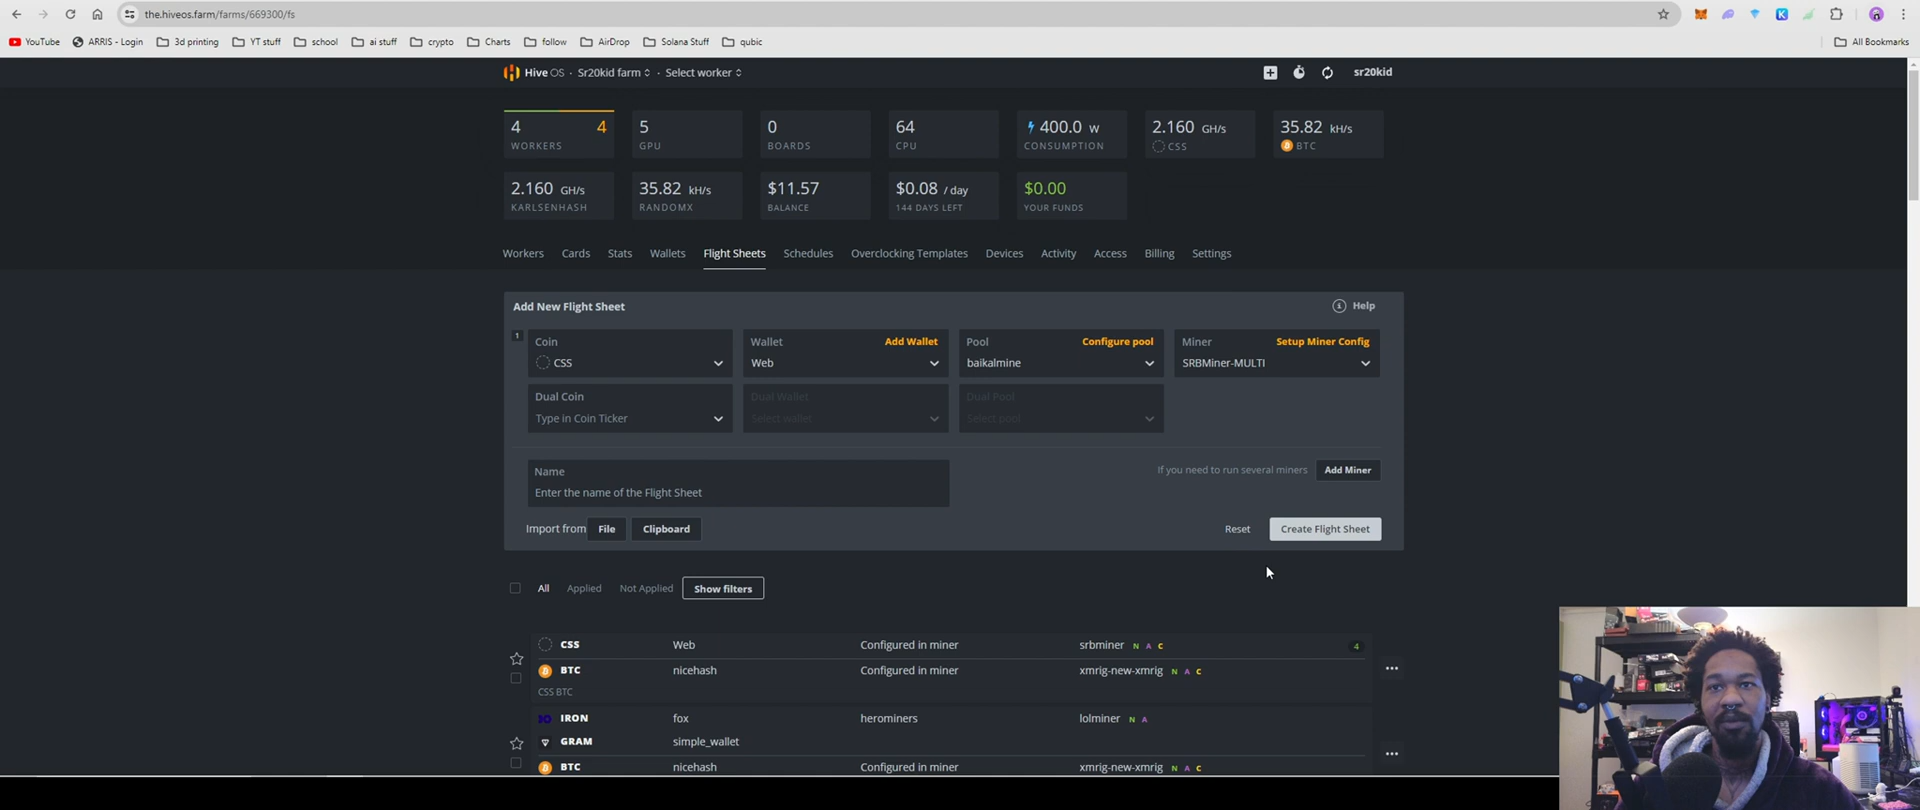 the.hiveos.farm/farms/669300/fs
YouTube ARRIS - Login 3d printing YT stuff school ai stuff crypto Charts follow AirDrop Solana Stuff qubic All Bookmarks
Hive OS · Sr20kid farm · Select worker sr20kid
4 4 5 0 64 400.0 W 2.160 GH/s 35.82 kH/s
WORKERS GPU BOARDS CPU CONSUMPTION CSS BTC
2.160 GH/s 35.82 kH/s $11.57 $0.08 / day $0.00
KARLSENHASH RANDOMX BALANCE 144 DAYS LEFT YOUR FUNDS
Workers Cards Stats Wallets Flight Sheets Schedules Overclocking Templates Devices Activity Access Billing Settings
Add New Flight Sheet Help
1 Coin Wallet Add Wallet Pool Configure pool Miner Setup Miner Config
CSS Web baikalmine SRBMiner-MULTI
Dual Coin Dual Wallet Dual Pool
Type in Coin Ticker Select wallet Select pool
Name If you need to run several miners Add Miner
Enter the name of the Flight Sheet
Import from File Clipboard Reset Create Flight Sheet
All Applied Not Applied Show filters
CSS Web Configured in miner srbminer N A C 4
BTC nicehash Configured in miner xmrig-new-xmrig N A C
CSS BTC
IRON fox herominers lolminer N A
GRAM simple_wallet
BTC nicehash Configured in miner xmrig-new-xmrig N A C